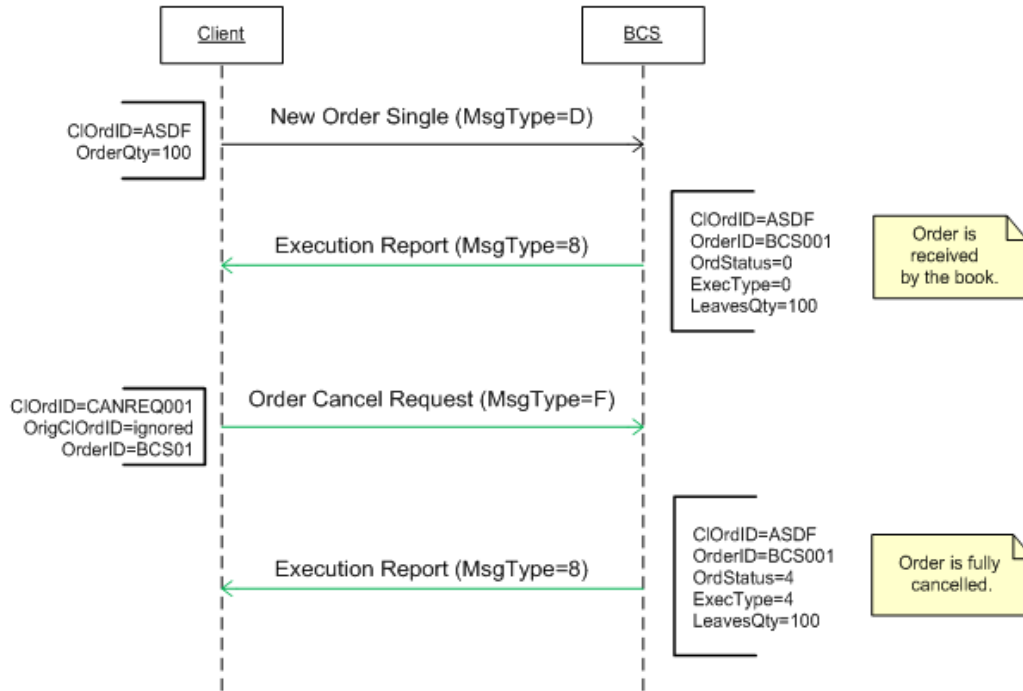 Client
BCS
New Order Single (MsgType=D)
ClOrdID=ASDF
OrderQty=100
Execution Report (MsgType=8)
ClOrdID=ASDF
OrderID=BCS001
OrdStatus=0
ExecType=0
LeavesQty=100
Order is
received
by the book.
Order Cancel Request (MsgType=F)
ClOrdID=CANREQ001
OrigClOrdID=ignored
OrderID=BCS01
Execution Report (MsgType=8)
ClOrdID=ASDF
OrderID=BCS001
OrdStatus=4
ExecType=4
LeavesQty=100
Order is fully
cancelled.